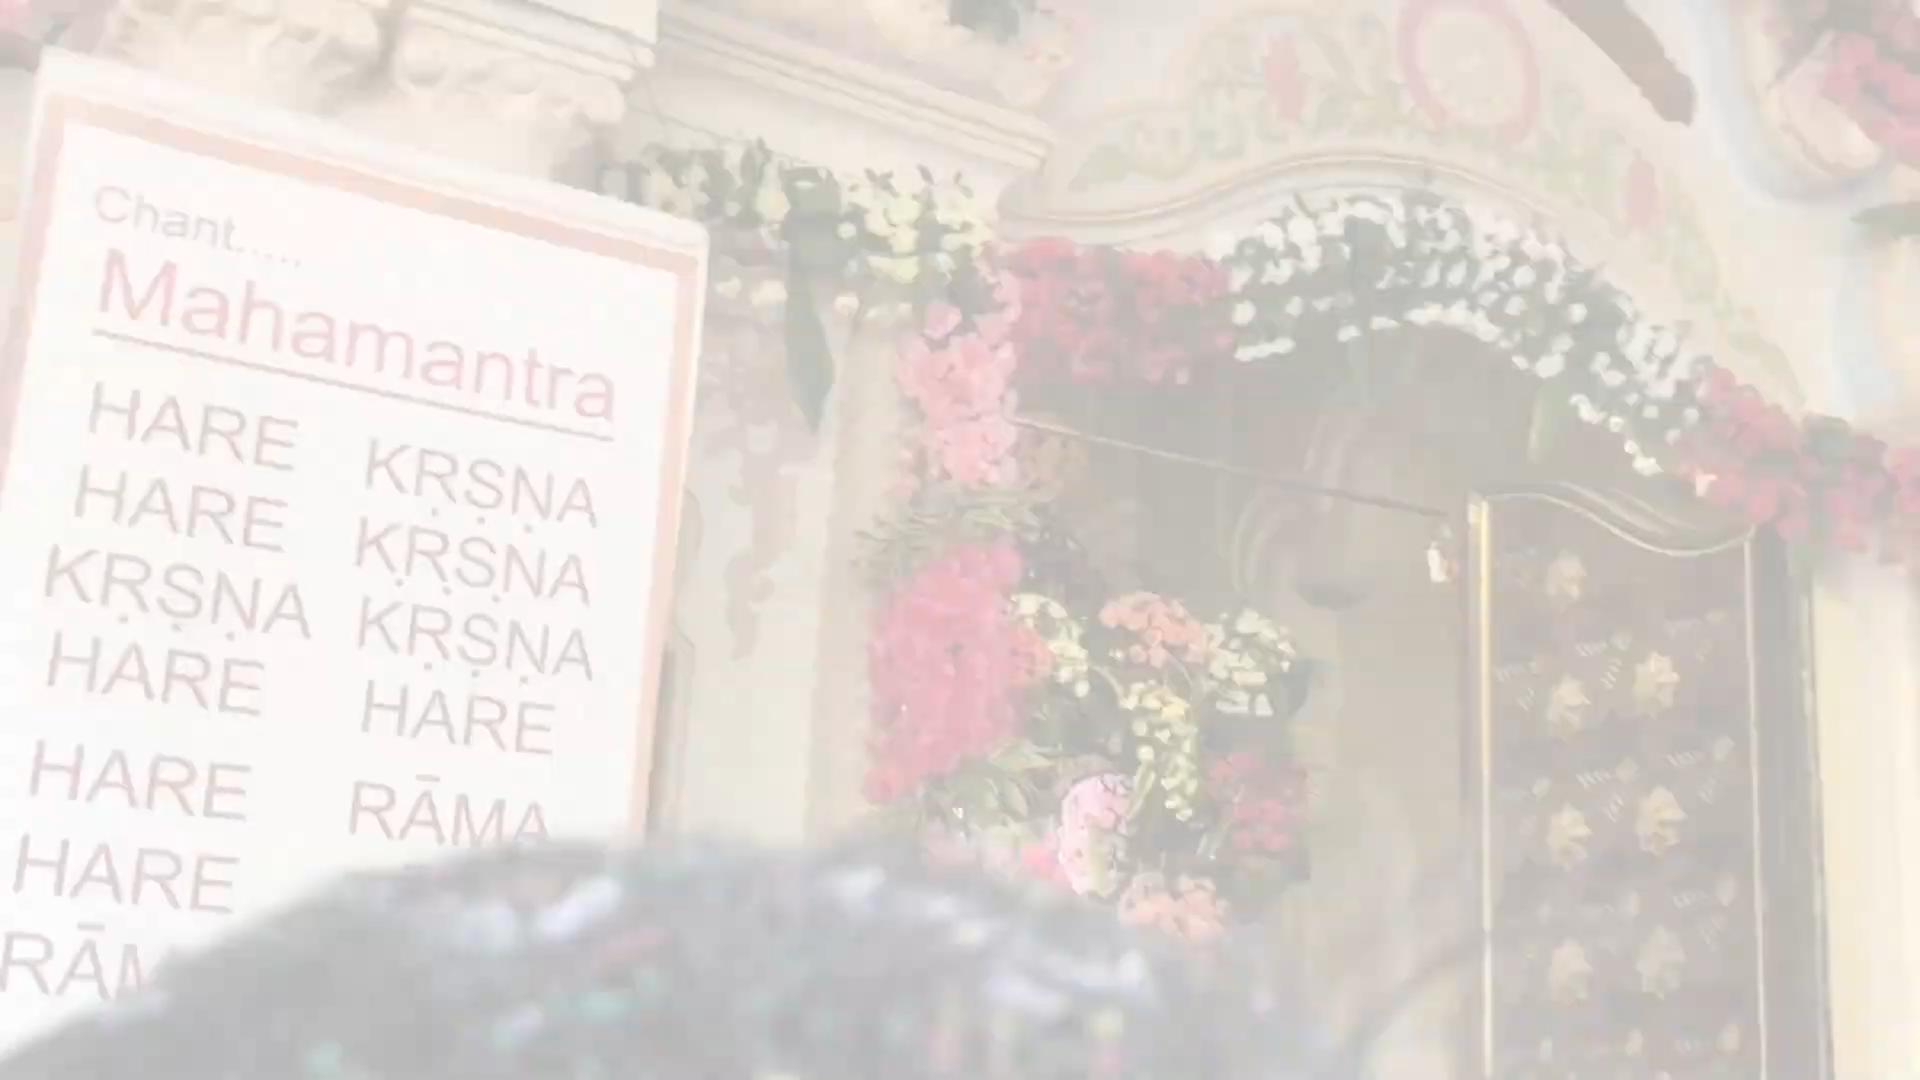 Chant.....
Mahamantra
HARE KṚṢṆA
HARE KṚṢṆA
KṚṢṆA KṚṢṆA
HARE HARE
HARE RĀMA
HARE